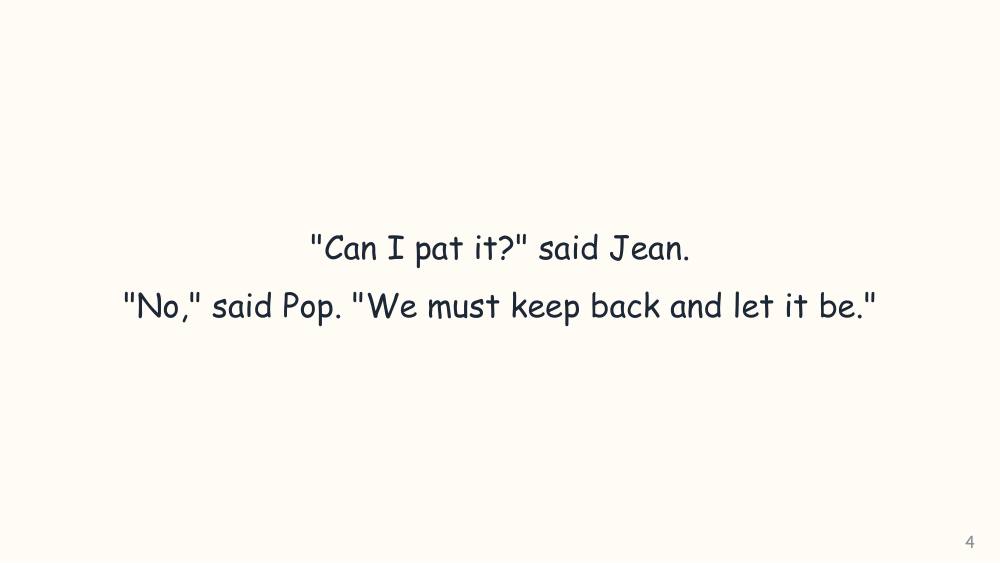 "Can I pat it?" said Jean.
"No," said Pop. "We must keep back and let it be."
4